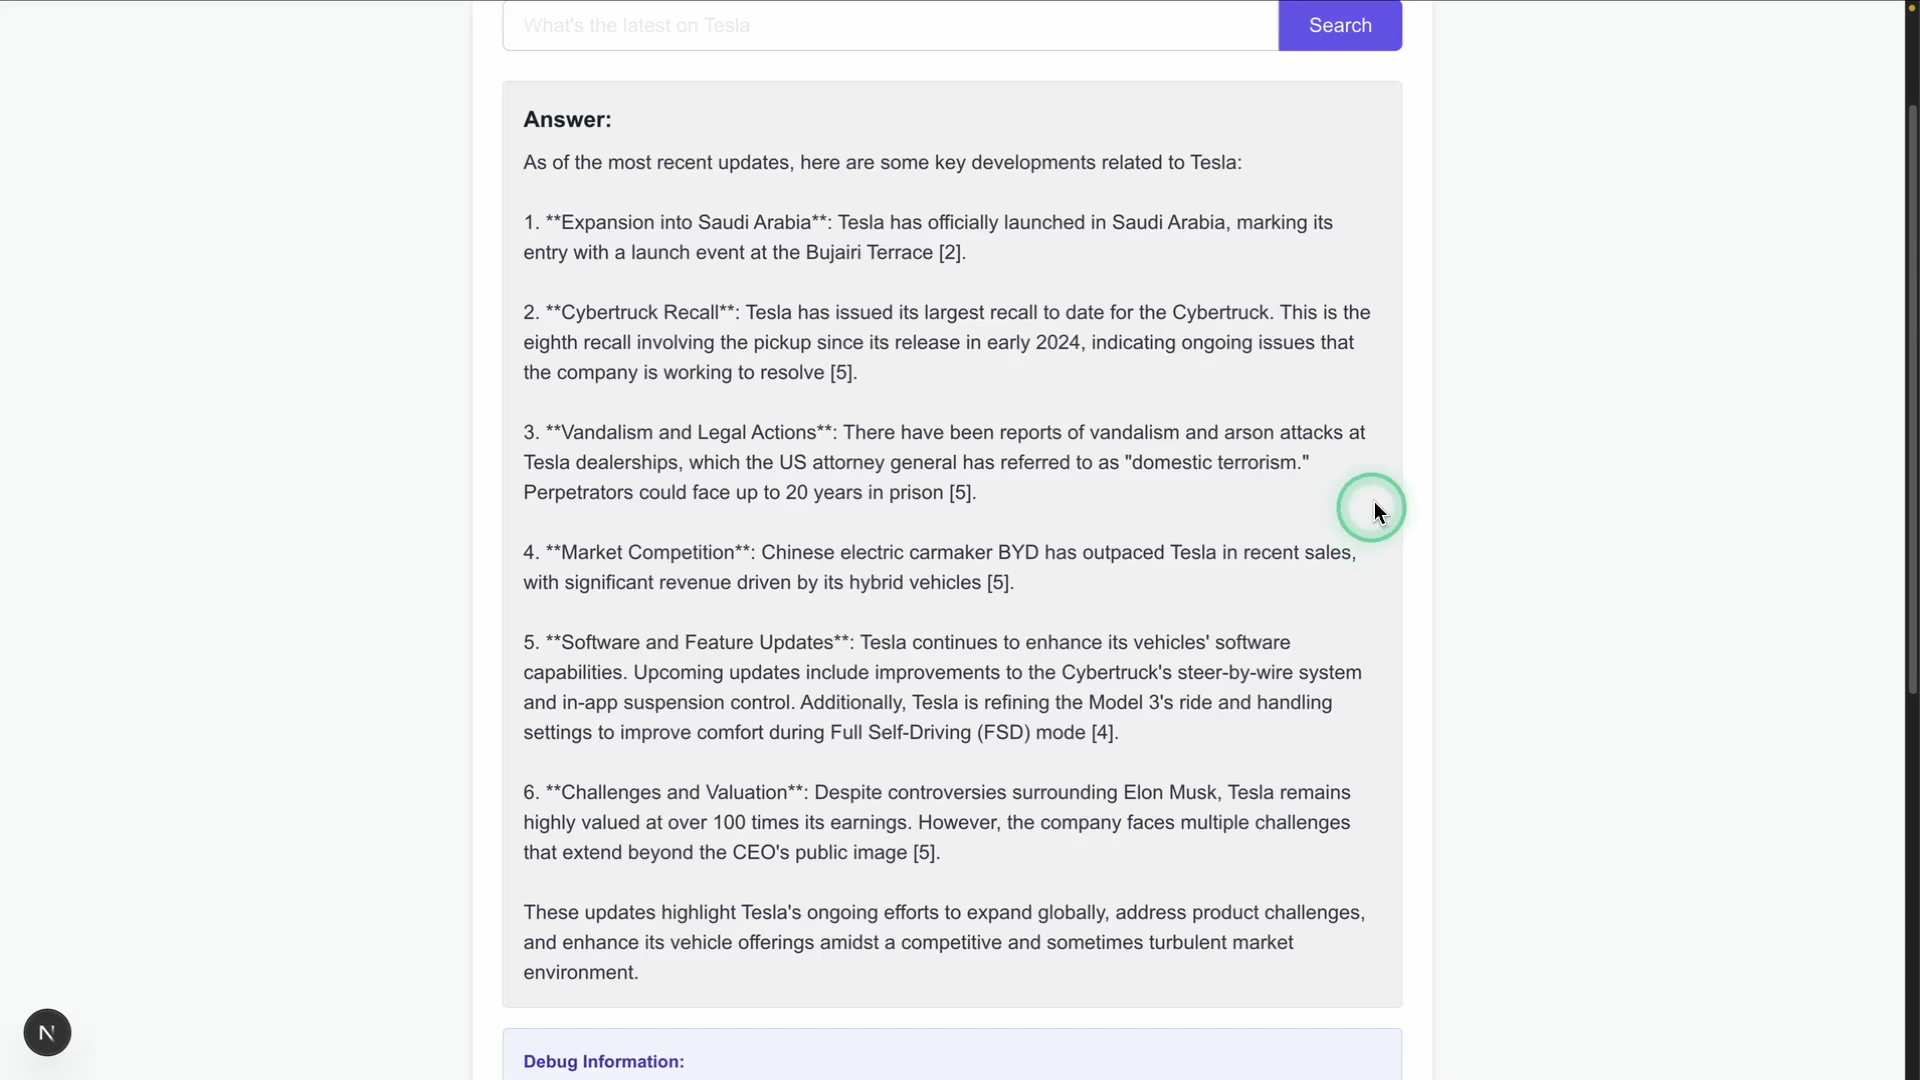 What's the latest on Tesla
Search
Answer:
As of the most recent updates, here are some key developments related to Tesla:
1. **Expansion into Saudi Arabia**: Tesla has officially launched in Saudi Arabia, marking its
entry with a launch event at the Bujairi Terrace [2].
2. **Cybertruck Recall**: Tesla has issued its largest recall to date for the Cybertruck. This is the
eighth recall involving the pickup since its release in early 2024, indicating ongoing issues that
the company is working to resolve [5].
3. **Vandalism and Legal Actions**: There have been reports of vandalism and arson attacks at
Tesla dealerships, which the US attorney general has referred to as "domestic terrorism."
Perpetrators could face up to 20 years in prison [5].
4. **Market Competition**: Chinese electric carmaker BYD has outpaced Tesla in recent sales,
with significant revenue driven by its hybrid vehicles [5].
5. **Software and Feature Updates**: Tesla continues to enhance its vehicles' software
capabilities. Upcoming updates include improvements to the Cybertruck's steer-by-wire system
and in-app suspension control. Additionally, Tesla is refining the Model 3's ride and handling
settings to improve comfort during Full Self-Driving (FSD) mode [4].
6. **Challenges and Valuation**: Despite controversies surrounding Elon Musk, Tesla remains
highly valued at over 100 times its earnings. However, the company faces multiple challenges
that extend beyond the CEO's public image [5].
These updates highlight Tesla's ongoing efforts to expand globally, address product challenges,
and enhance its vehicle offerings amidst a competitive and sometimes turbulent market
environment.
N
Debug Information: